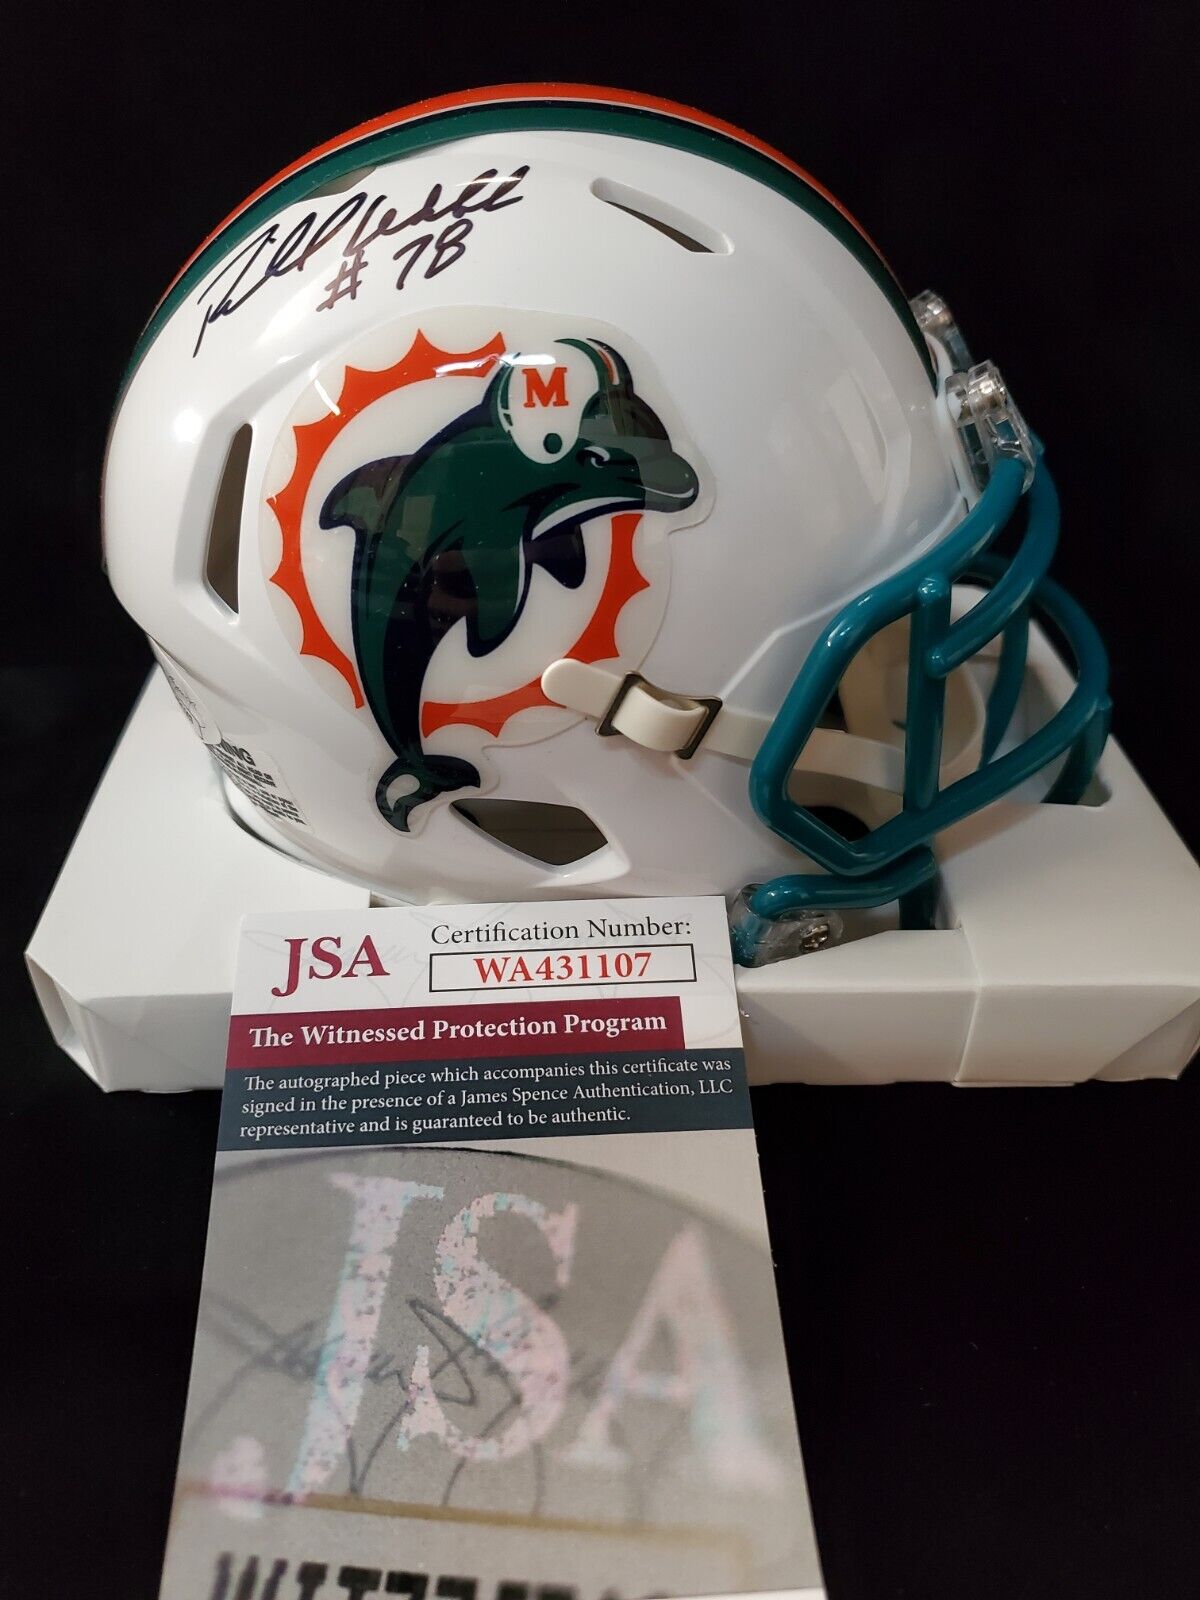 #78
M
NING
JSA
Certification Number:
WA431107
The Witnessed Protection Program
The autographed piece which accompanies this certificate was
signed in the presence of a James Spence Authentication, LLC
representative and is guaranteed to be authentic.
JSA